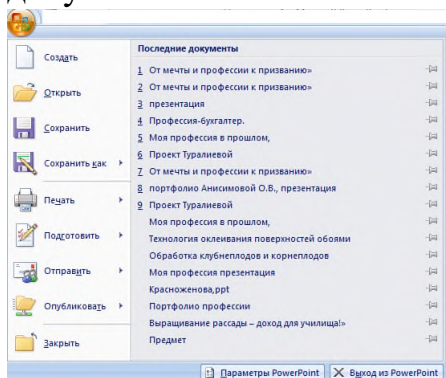 Последние документы
Создать
Открыть
Сохранить
Сохранить как
Печать
Подготовить
Отправить
Опубликовать
Закрыть
1 От мечты и профессии к призванию»
2 От мечты и профессии к призванию»
3 презентация
4 Профессия-бухгалтер.
5 Моя профессия в прошлом,
6 Проект Туралиевой
7 От мечты и профессии к призванию»
8 портфолио Анисимовой О.В., презентация
9 Проект Туралиевой
Моя профессия в прошлом,
Технология оклеивания поверхностей обоями
Обработка клубнеплодов и корнеплодов
Моя профессия презентация
Красноженова,ppt
Портфолио профессии
Выращивание рассады – доход для училища!»
Предмет
Параметры PowerPoint
Выход из PowerPoint